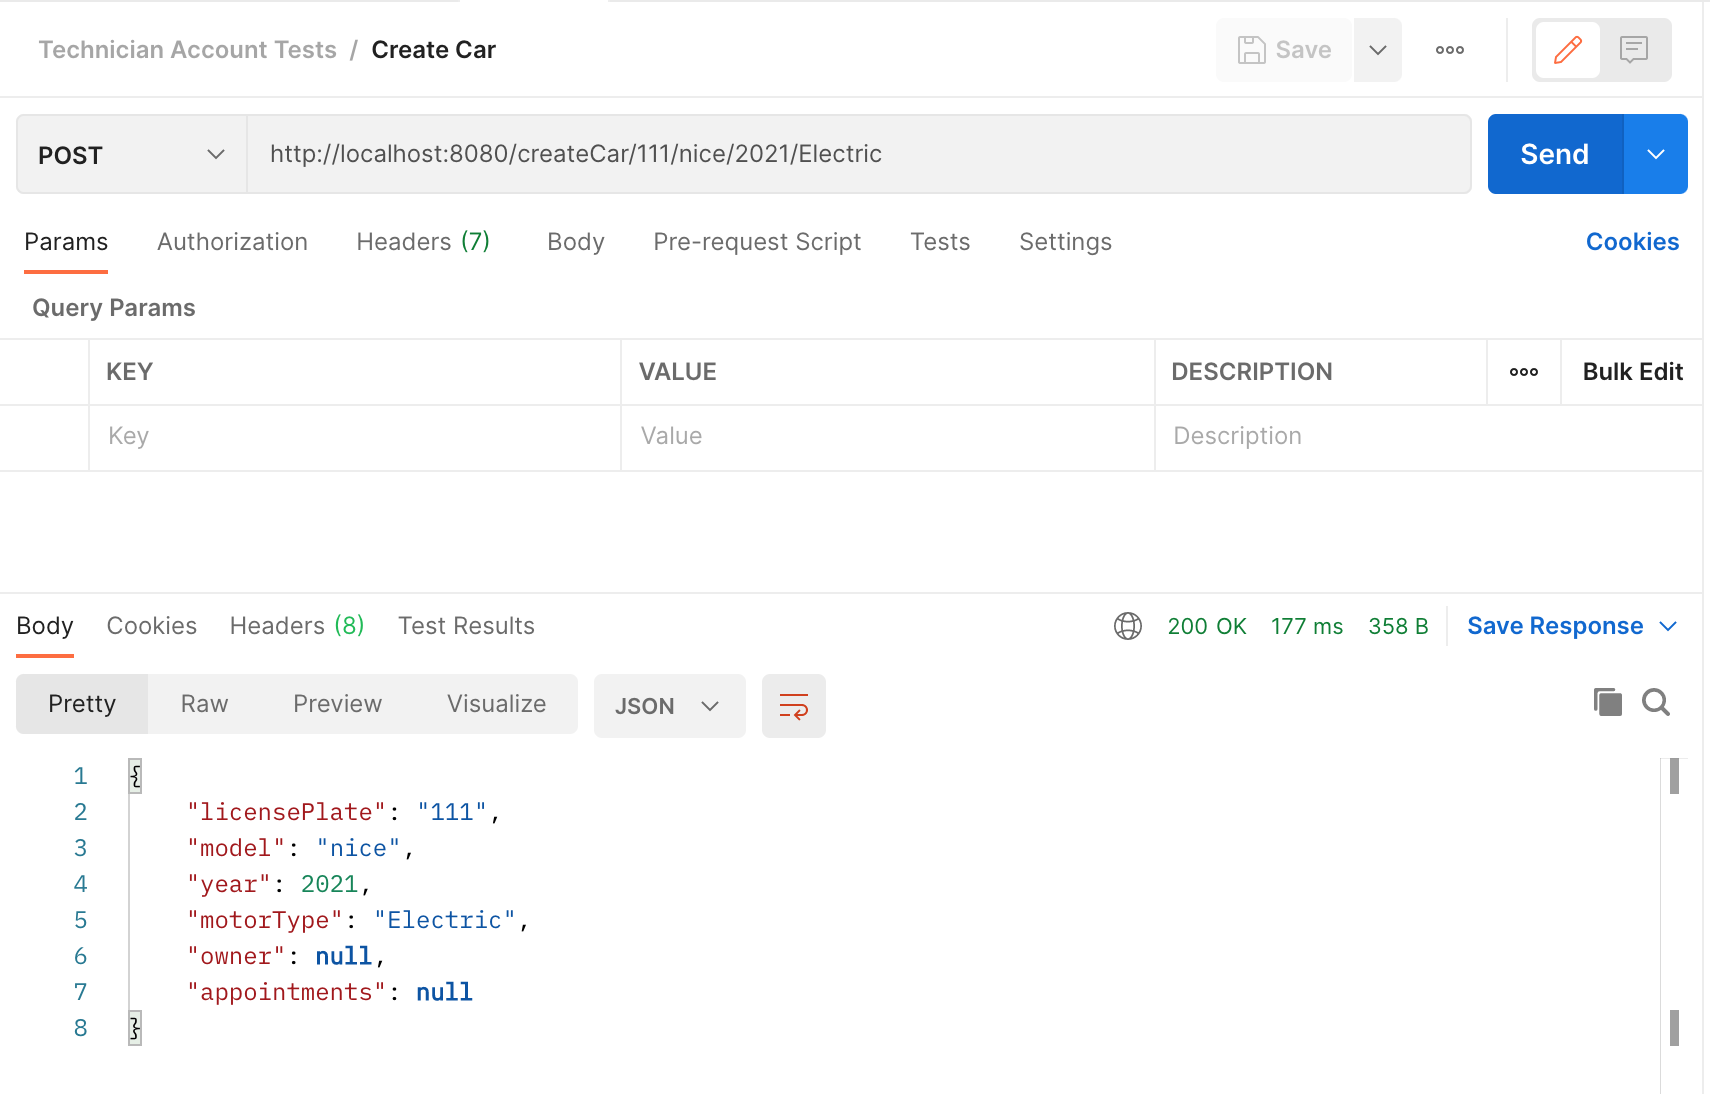 Technician Account Tests / Create Car
Save
POST
http://localhost:8080/createCar/111/nice/2021/Electric
Send
Params Authorization Headers (7) Body Pre-request Script Tests Settings Cookies
Query Params
KEY VALUE DESCRIPTION Bulk Edit
Key Value Description
Body Cookies Headers (8) Test Results 200 OK 177 ms 358 B Save Response
Pretty Raw Preview Visualize JSON
1 {
2 "licensePlate": "111",
3 "model": "nice",
4 "year": 2021,
5 "motorType": "Electric",
6 "owner": null,
7 "appointments": null
8 }